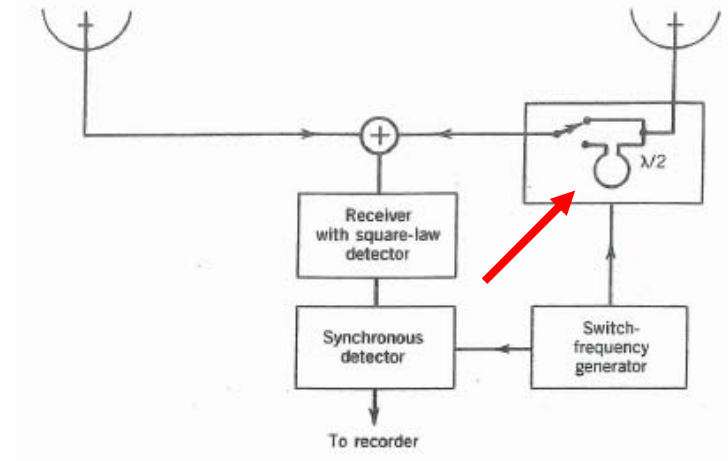 +
λ/2
Receiver
with square-law
detector
Synchronous
detector
Switch-
frequency
generator
To recorder